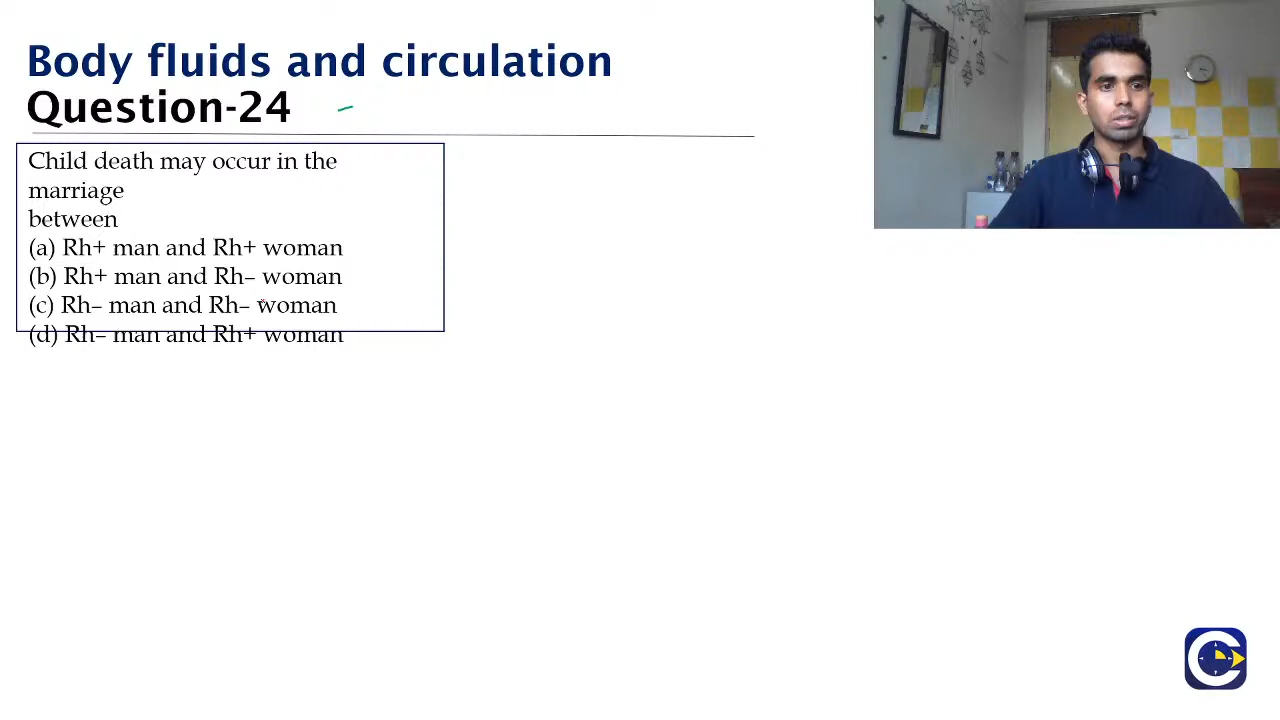 Body fluids and circulation
Question-24
Child death may occur in the
marriage
between
(a) Rh+ man and Rh+ woman
(b) Rh+ man and Rh– woman
(c) Rh– man and Rh– woman
(d) Rh– man and Rh+ woman